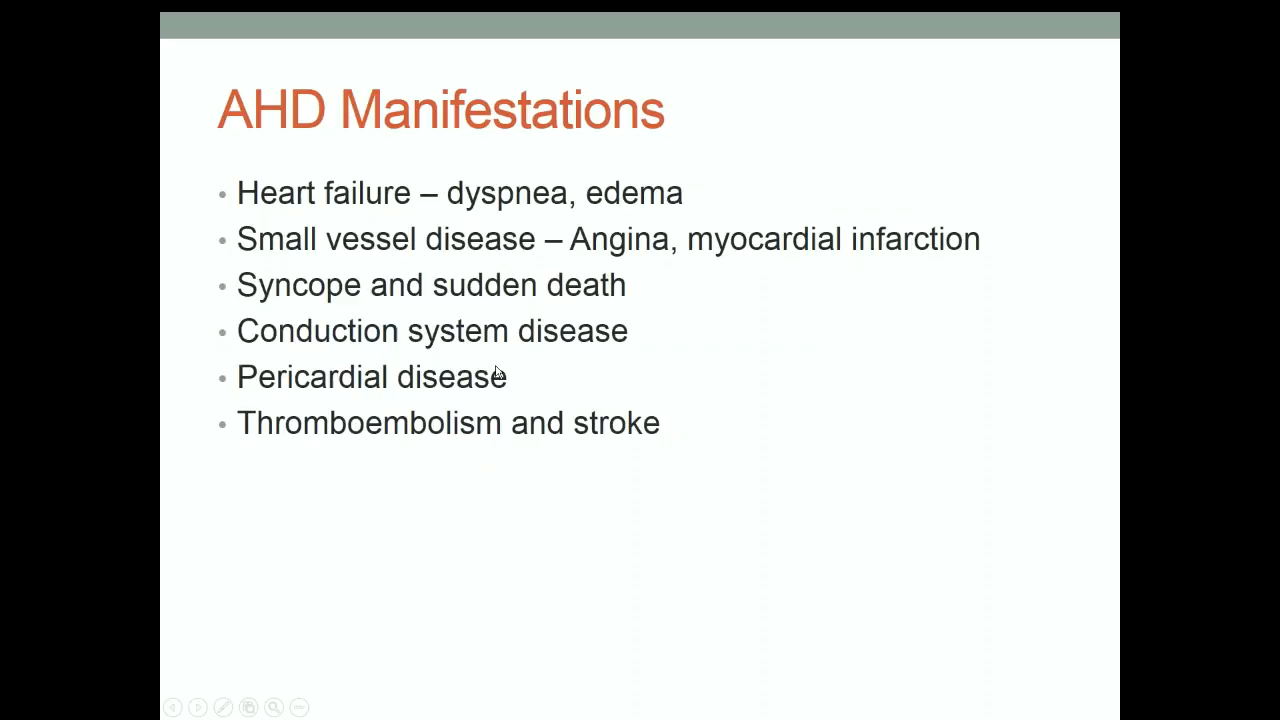 AHD Manifestations
• Heart failure – dyspnea, edema
• Small vessel disease – Angina, myocardial infarction
• Syncope and sudden death
• Conduction system disease
• Pericardial disease
• Thromboembolism and stroke